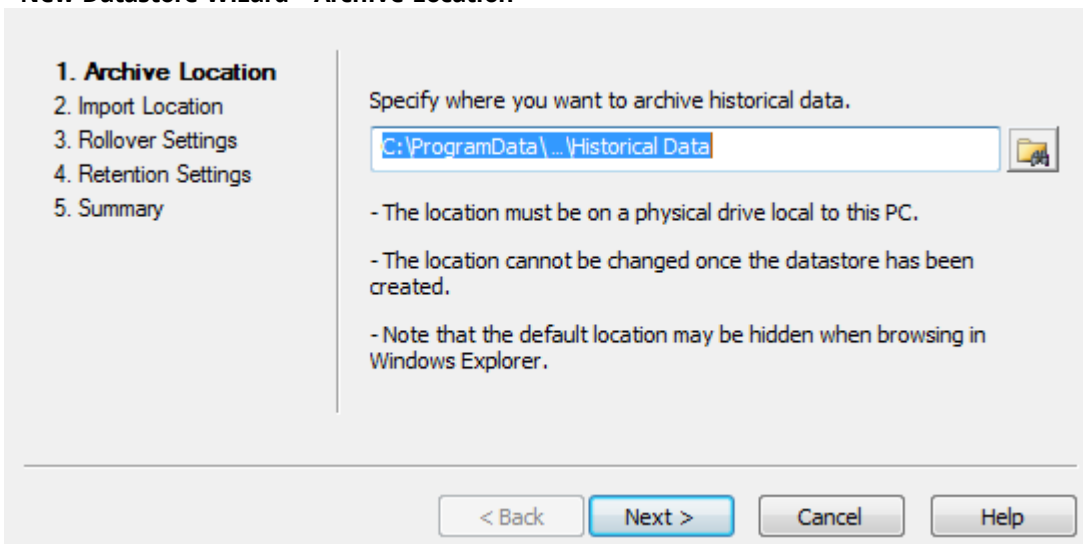 New Datastore Wizard - Archive Location
1. Archive Location
2. Import Location
3. Rollover Settings
4. Retention Settings
5. Summary
Specify where you want to archive historical data.
C:\ProgramData\ ... \Historical Data
- The location must be on a physical drive local to this PC.
- The location cannot be changed once the datastore has been
created.
- Note that the default location may be hidden when browsing in
Windows Explorer.
< Back
Next >
Cancel
Help